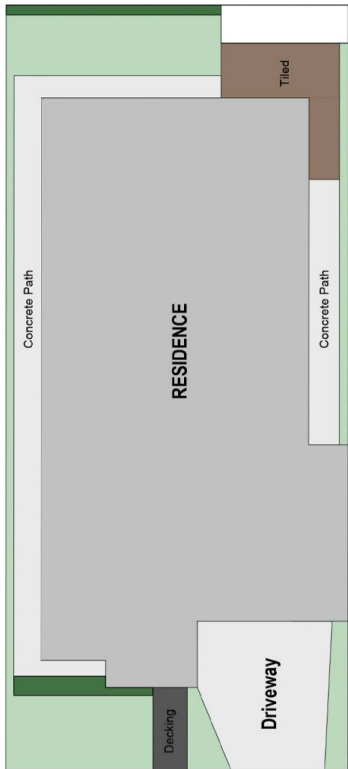 Tiled
Concrete Path
RESIDENCE
Concrete Path
Driveway
Decking